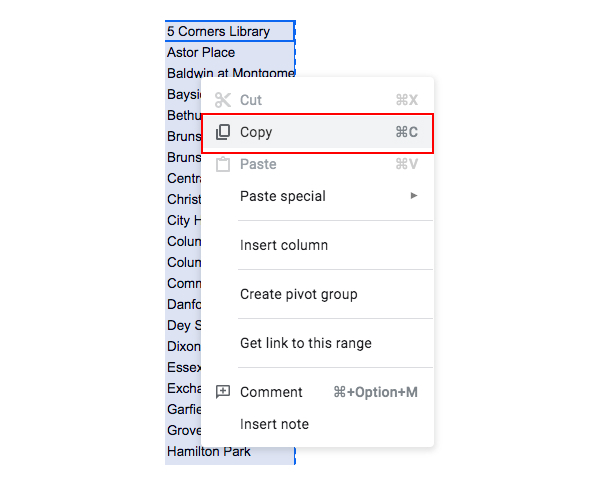 5 Corners Library
Astor Place
Baldwin at Montgome
Baysi
Bethu
Bruns
Bruns
Centra
Christ
City H
Colum
Colum
Comm
Danfo
Dey S
Dixon
Essex
Excha
Garfie
Grove
Hamilton Park
Cut ⌘X
Copy ⌘C
Paste ⌘V
Paste special ►
Insert column
Create pivot group
Get link to this range
Comment ⌘+Option+M
Insert note